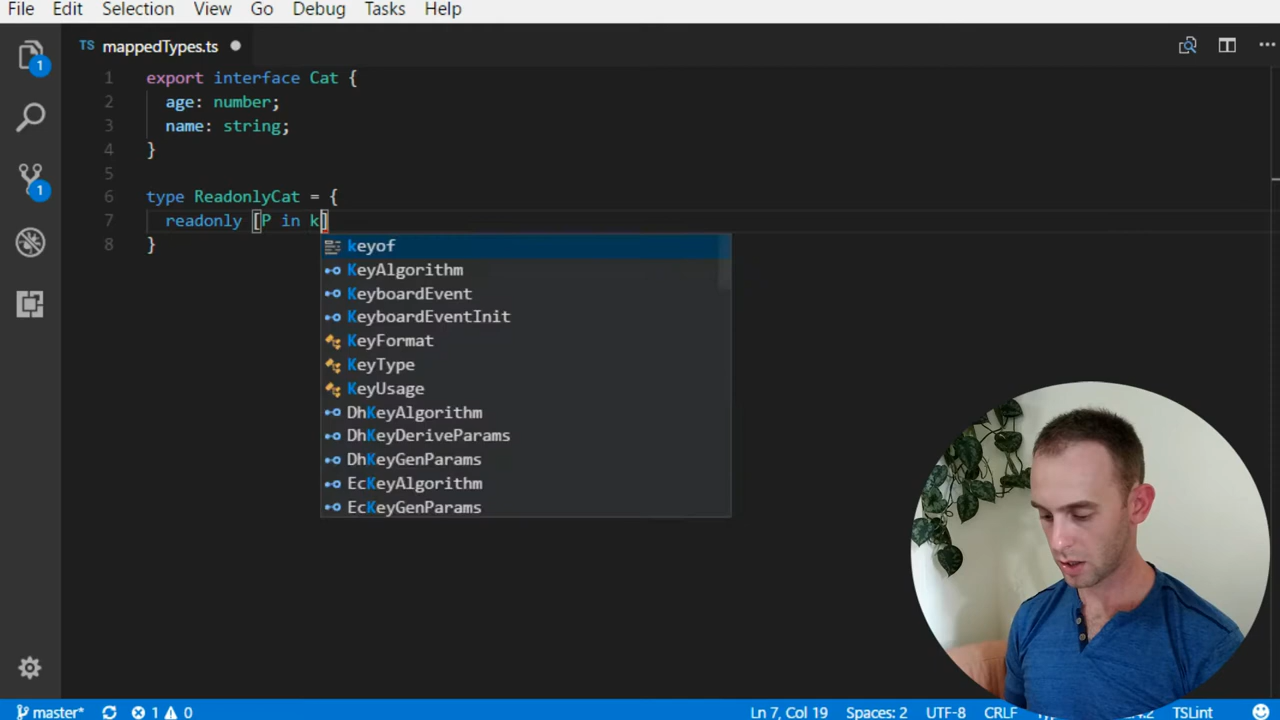 File Edit Selection View Go Debug Tasks Help
TS mappedTypes.ts
1 export interface Cat {
2 age: number;
3 name: string;
4 }
5
6 type ReadonlyCat = {
7 readonly [P in k]
8 }
keyof
KeyAlgorithm
KeyboardEvent
KeyboardEventInit
KeyFormat
KeyType
KeyUsage
DhKeyAlgorithm
DhKeyDeriveParams
DhKeyGenParams
EcKeyAlgorithm
EcKeyGenParams
1
1
master* 1 0 Ln 7, Col 19 Spaces: 2 UTF-8 CRLF TSLint